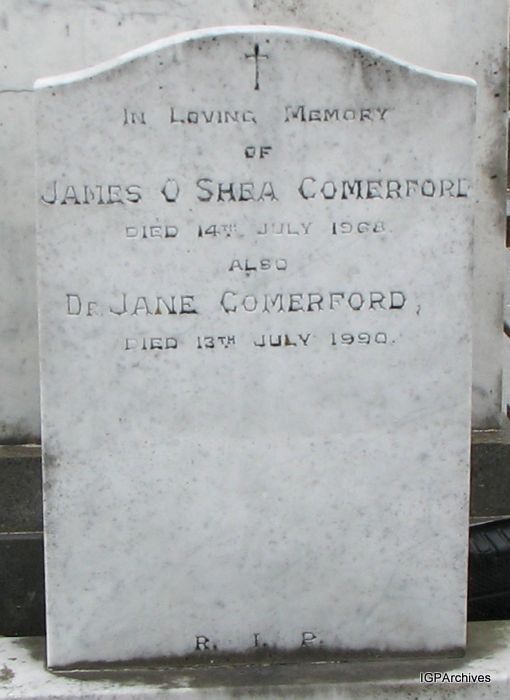 In Loving Memory
OF
James O Shea Comerford
DIED 14TH JULY 1968.
ALSO
Dr Jane Comerford,
DIED 13TH JULY 1990.
R. I. P.
IGPArchives